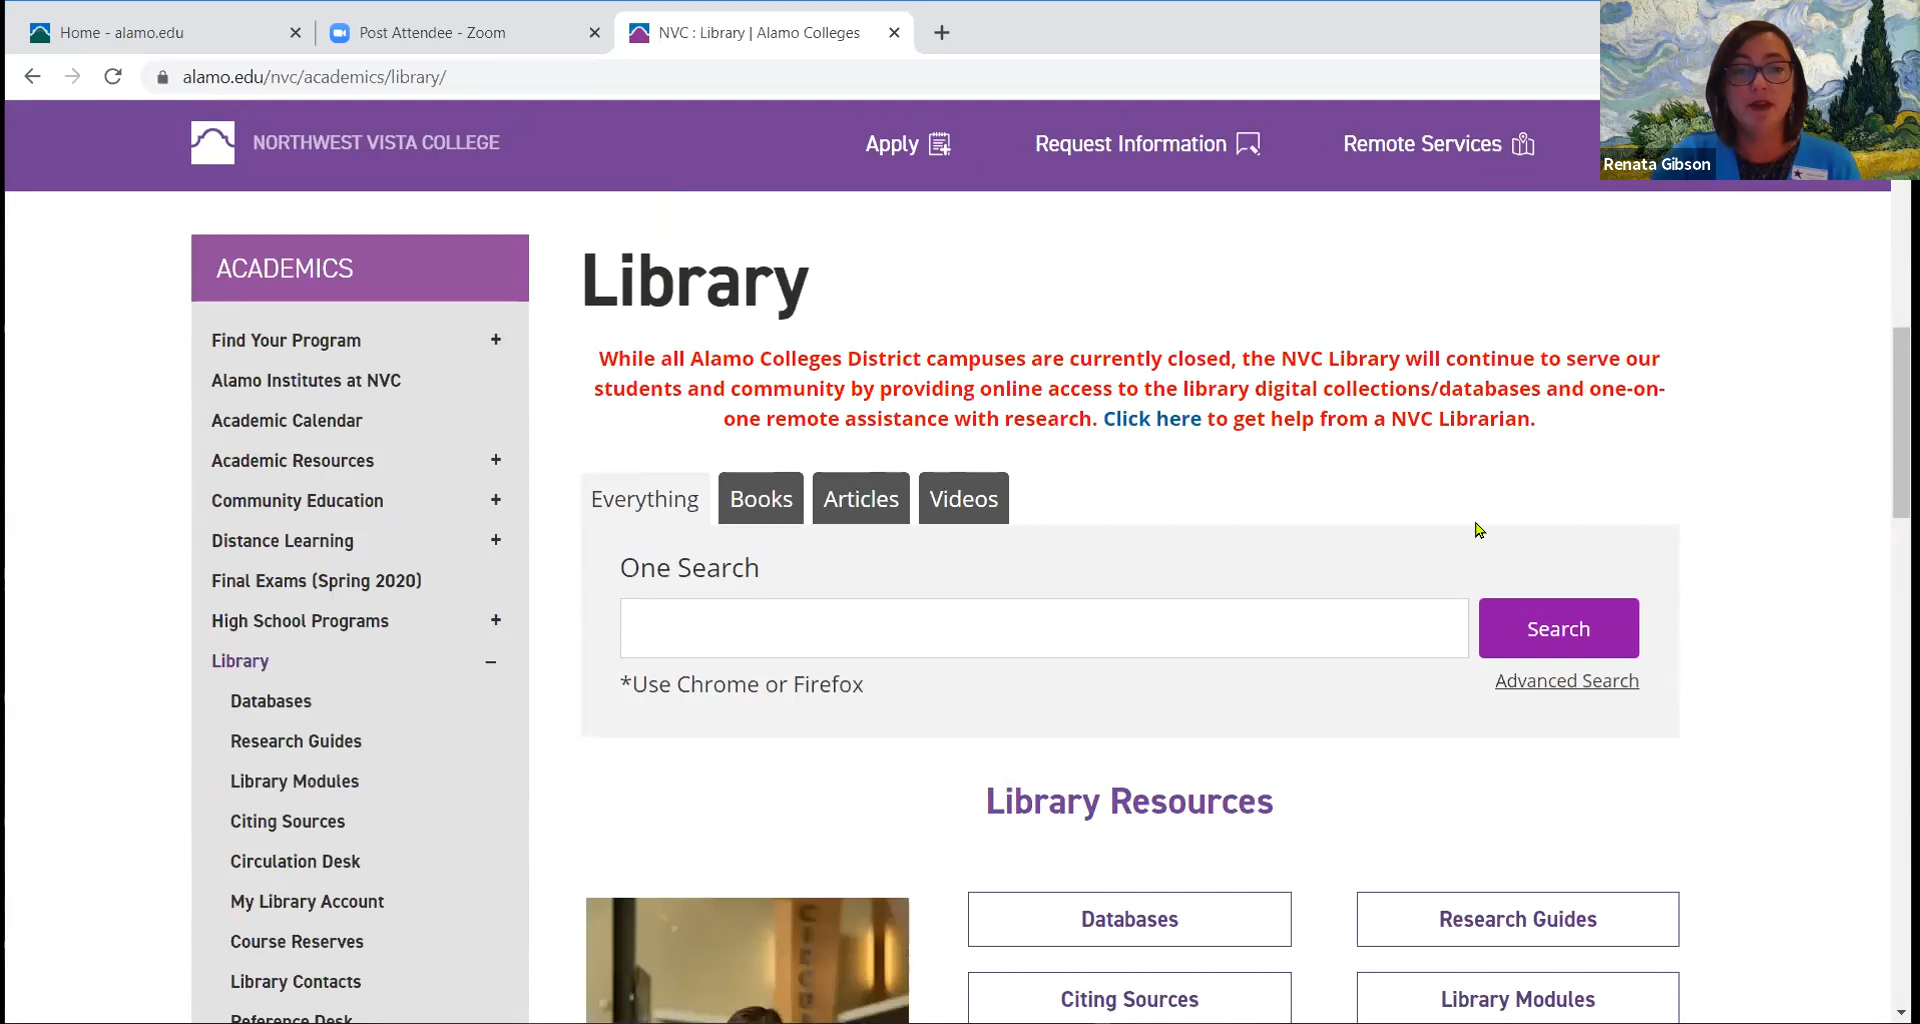 Home - alamo.edu
Post Attendee - Zoom
NVC : Library | Alamo Colleges
alamo.edu/nvc/academics/library/
NORTHWEST VISTA COLLEGE
Apply
Request Information
Remote Services
Renata Gibson
ACADEMICS
Find Your Program +
Alamo Institutes at NVC
Academic Calendar
Academic Resources +
Community Education +
Distance Learning +
Final Exams (Spring 2020)
High School Programs +
Library –
Databases
Research Guides
Library Modules
Citing Sources
Circulation Desk
My Library Account
Course Reserves
Library Contacts
Reference Desk
Library
While all Alamo Colleges District campuses are currently closed, the NVC Library will continue to serve our
students and community by providing online access to the library digital collections/databases and one-on-
one remote assistance with research. Click here to get help from a NVC Librarian.
Everything
Books
Articles
Videos
One Search
Search
*Use Chrome or Firefox
Advanced Search
Library Resources
Databases
Research Guides
Citing Sources
Library Modules